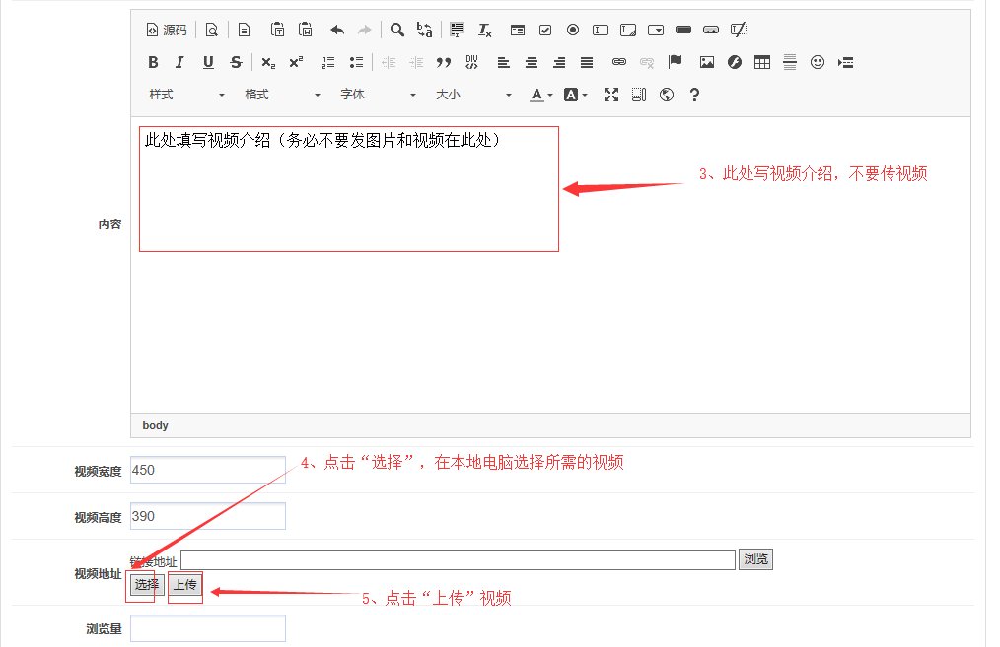 源码
B I U S
样式 格式 字体 大小
此处填写视频介绍（务必不要发图片和视频在此处）
3、此处写视频介绍，不要传视频
内容
body
4、点击“选择”，在本地电脑选择所需的视频
视频宽度 450
视频高度 390
链接地址 浏览
视频地址
选择 上传
5、点击“上传”视频
浏览量